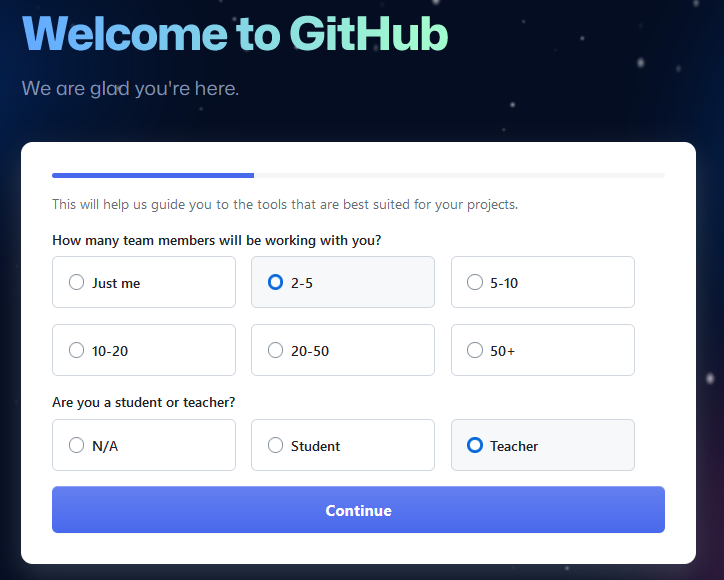 Welcome to GitHub
We are glad you're here.
This will help us guide you to the tools that are best suited for your projects.
How many team members will be working with you?
Just me
2-5
5-10
10-20
20-50
50+
Are you a student or teacher?
N/A
Student
Teacher
Continue